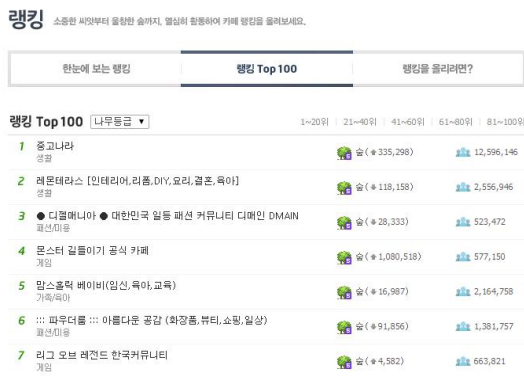 랭킹 소중한 씨앗부터 울창한 숲까지, 열심히 활동하여 카페 랭킹을 올려보세요.
한눈에 보는 랭킹 랭킹 Top 100 랭킹을 올리려면?
랭킹 Top 100 나무등급 ▼ 1~20위 21~40위 41~60위 61~80위 81~100위
1 중고나라 숲(335,298) 12,596,146
생활
2 레몬테라스 [인테리어,리폼,DIY,요리,결혼,육아] 숲(118,158) 2,556,946
생활
3 ● 디젤매니아 ● 대한민국 일등 패션 커뮤니티 디매인 DMAIN 숲(28,333) 523,472
패션/미용
4 몬스터 길들이기 공식 카페 숲(1,080,518) 577,150
게임
5 맘스홀릭 베이비(임신,육아,교육) 숲(16,987) 2,164,758
가족/육아
6 ::: 파우더룸 ::: 아름다운 공감 (화장품,뷰티,쇼핑,일상) 숲(91,856) 1,381,757
패션/미용
7 리그 오브 레전드 한국커뮤니티 숲(4,582) 663,821
게임